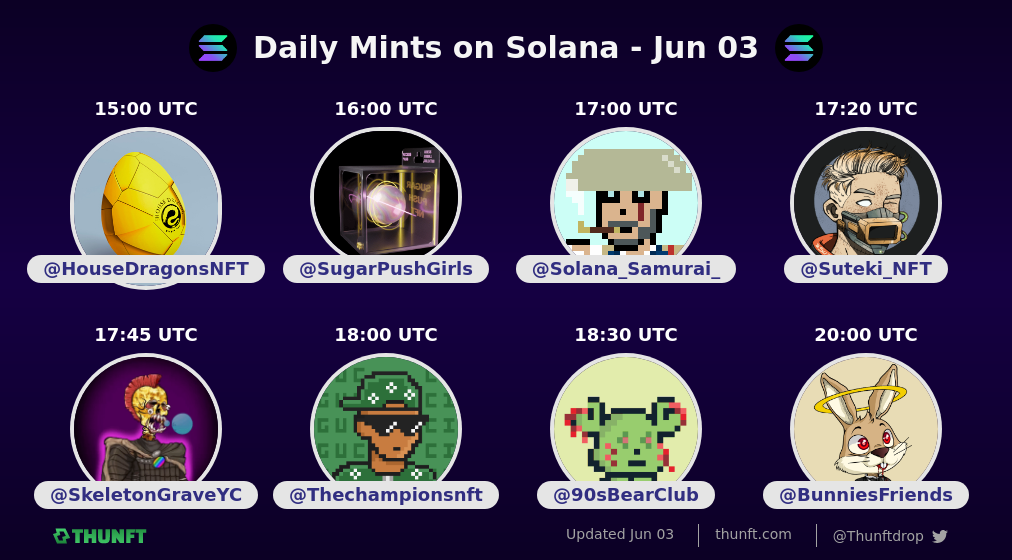 Daily Mints on Solana - Jun 03
15:00 UTC
16:00 UTC
17:00 UTC
17:20 UTC
@HouseDragonsNFT
@SugarPushGirls
@Solana_Samurai_
@Suteki_NFT
17:45 UTC
18:00 UTC
18:30 UTC
20:00 UTC
@SkeletonGraveYC
@Thechampionsnft
@90sBearClub
@BunniesFriends
THUNFT
Updated Jun 03
thunft.com
@Thunftdrop